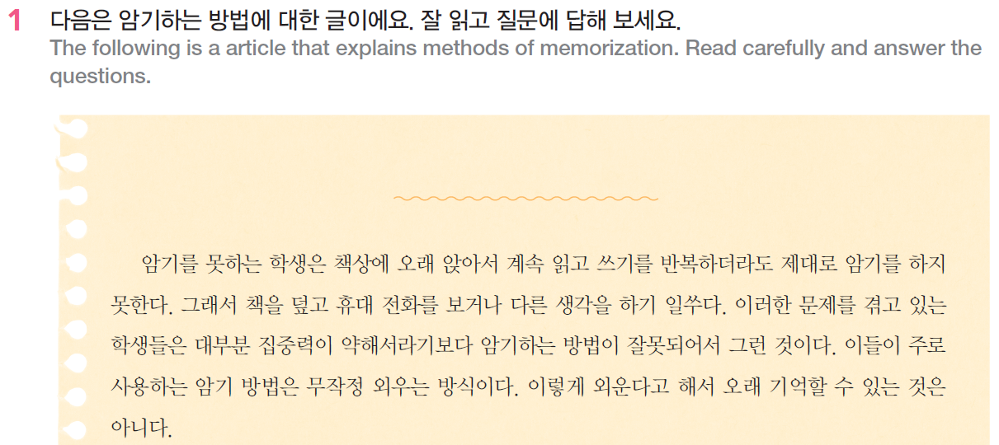 1 다음은 암기하는 방법에 대한 글이에요. 잘 읽고 질문에 답해 보세요.
The following is a article that explains methods of memorization. Read carefully and answer the
questions.
암기를 못하는 학생은 책상에 오래 앉아서 계속 읽고 쓰기를 반복하더라도 제대로 암기를 하지
못한다. 그래서 책을 덮고 휴대 전화를 보거나 다른 생각을 하기 일쑤다. 이러한 문제를 겪고 있는
학생들은 대부분 집중력이 약해서라기보다 암기하는 방법이 잘못되어서 그런 것이다. 이들이 주로
사용하는 암기 방법은 무작정 외우는 방식이다. 이렇게 외운다고 해서 오래 기억할 수 있는 것은
아니다.